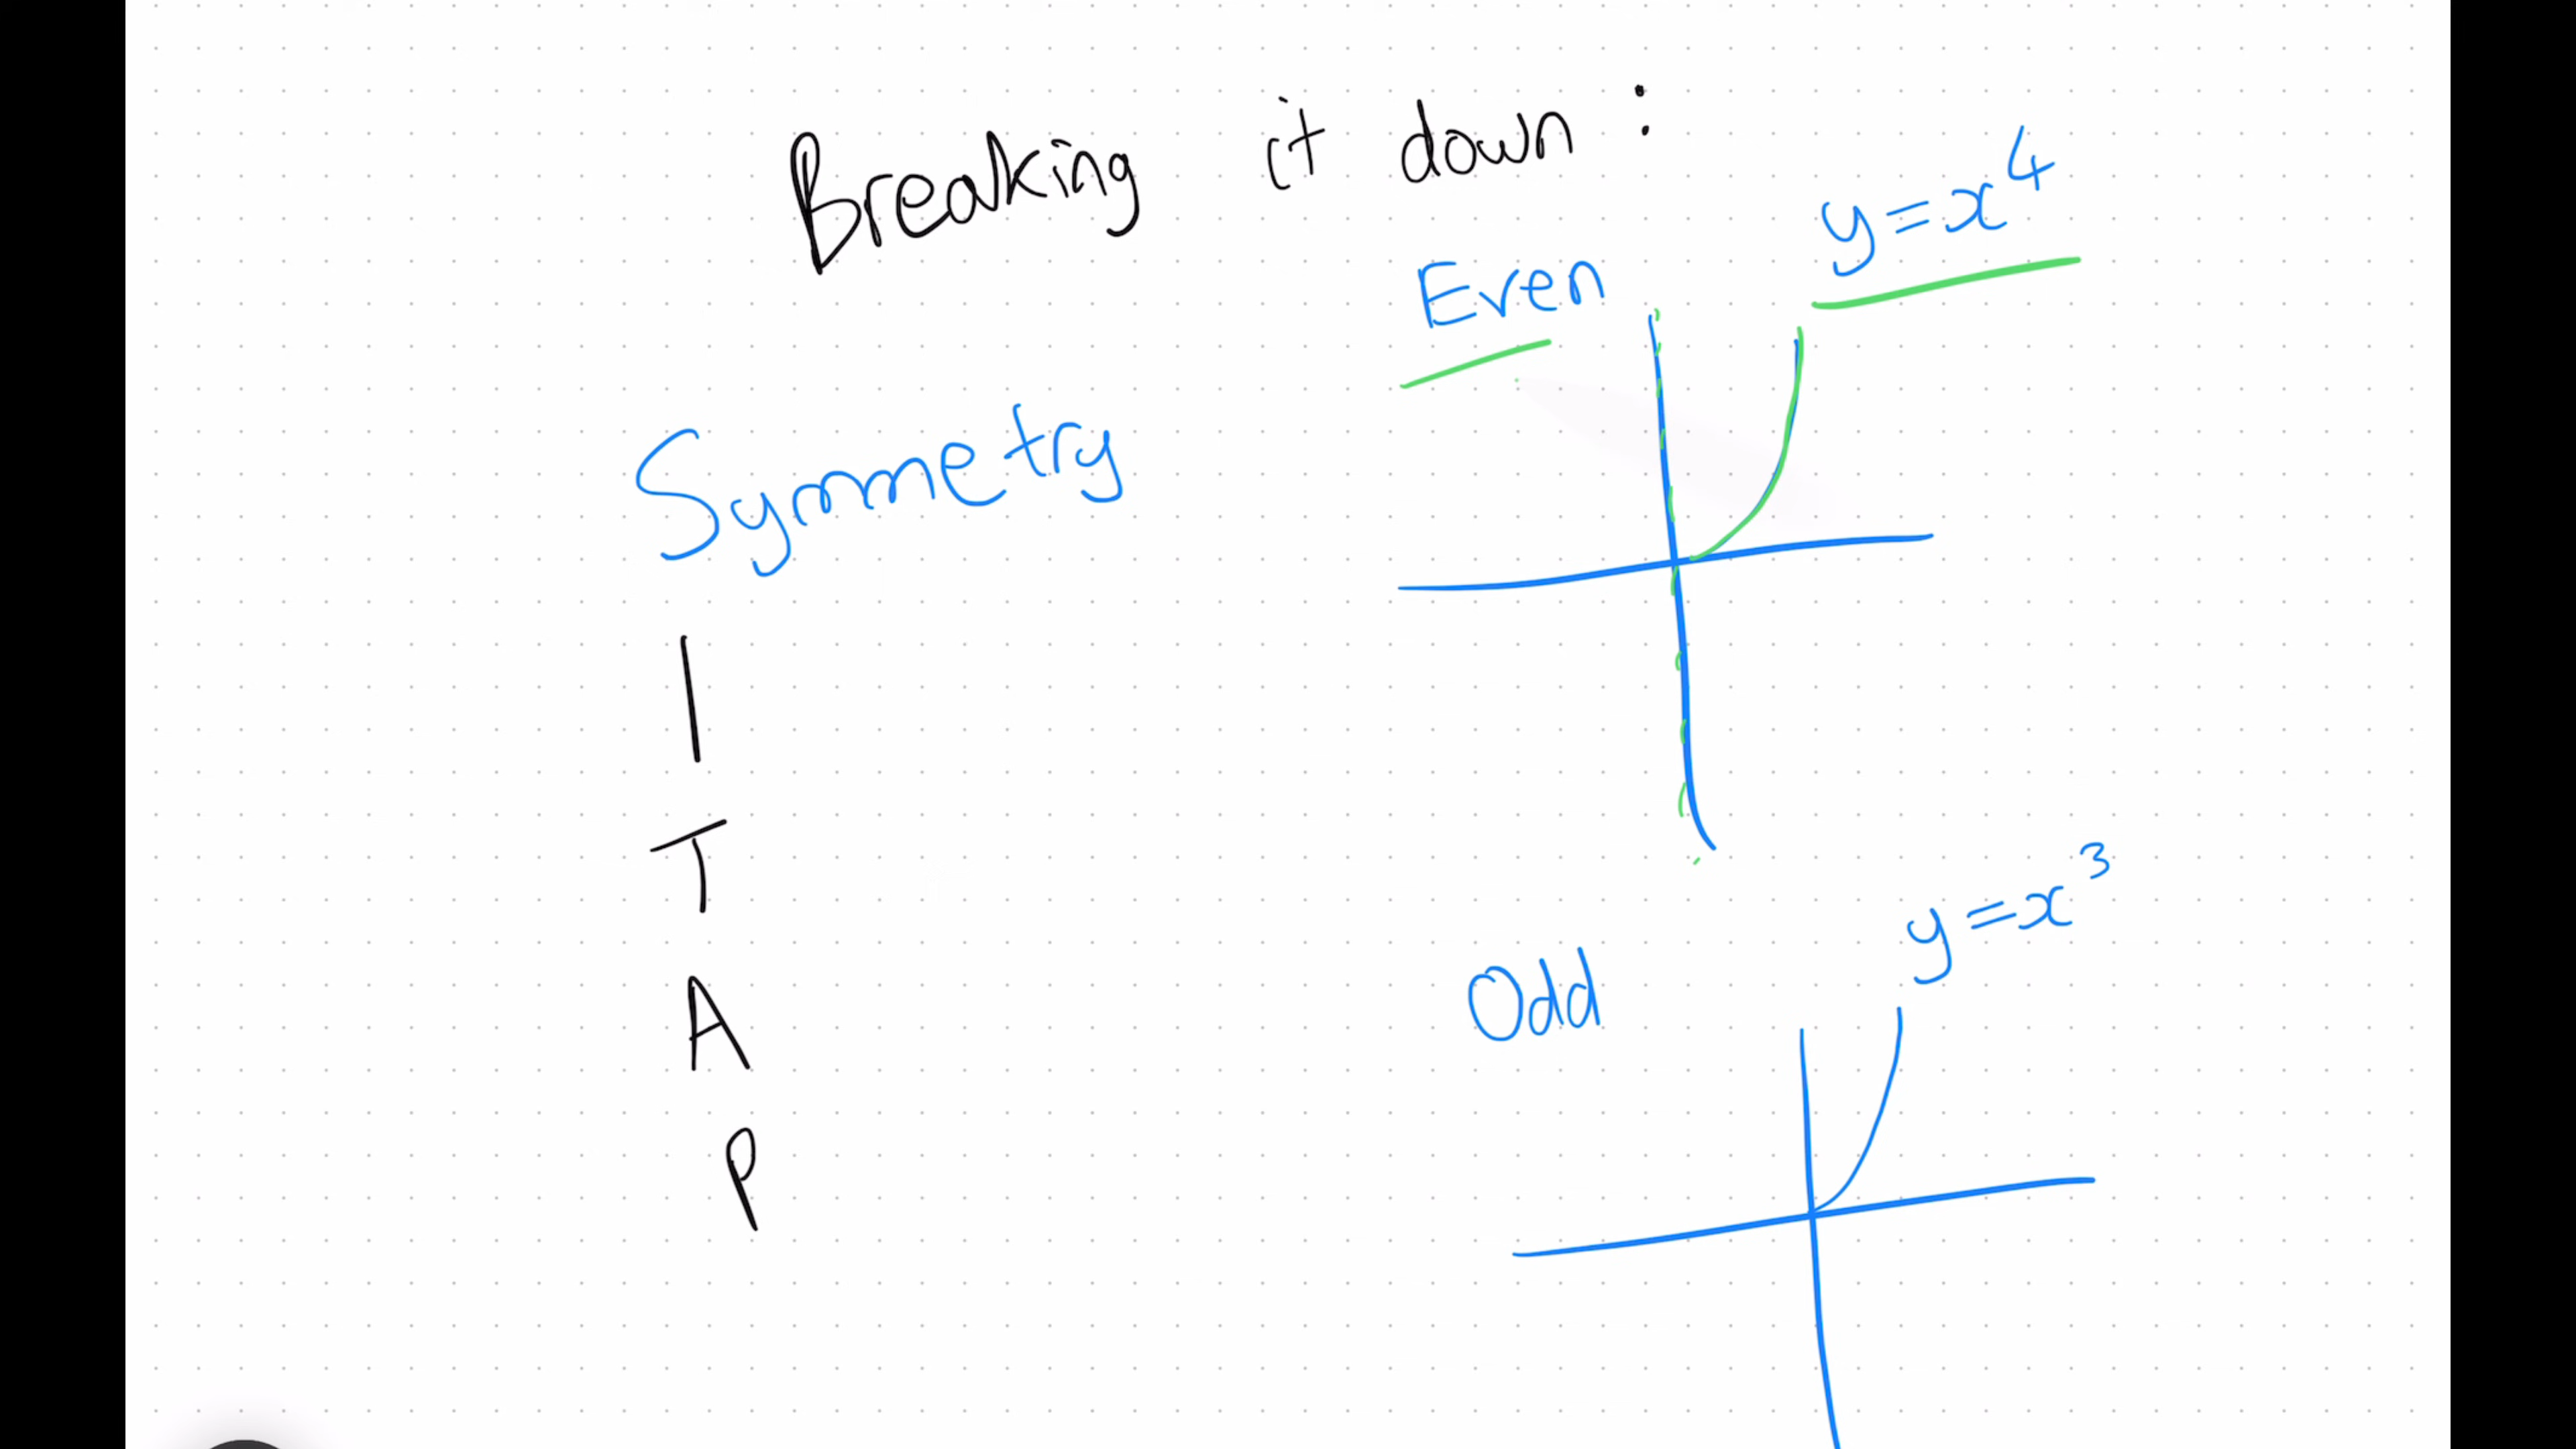 Breaking it down :
Even
y=x⁴
Symmetry
I
T
A
P
Odd
y=x³